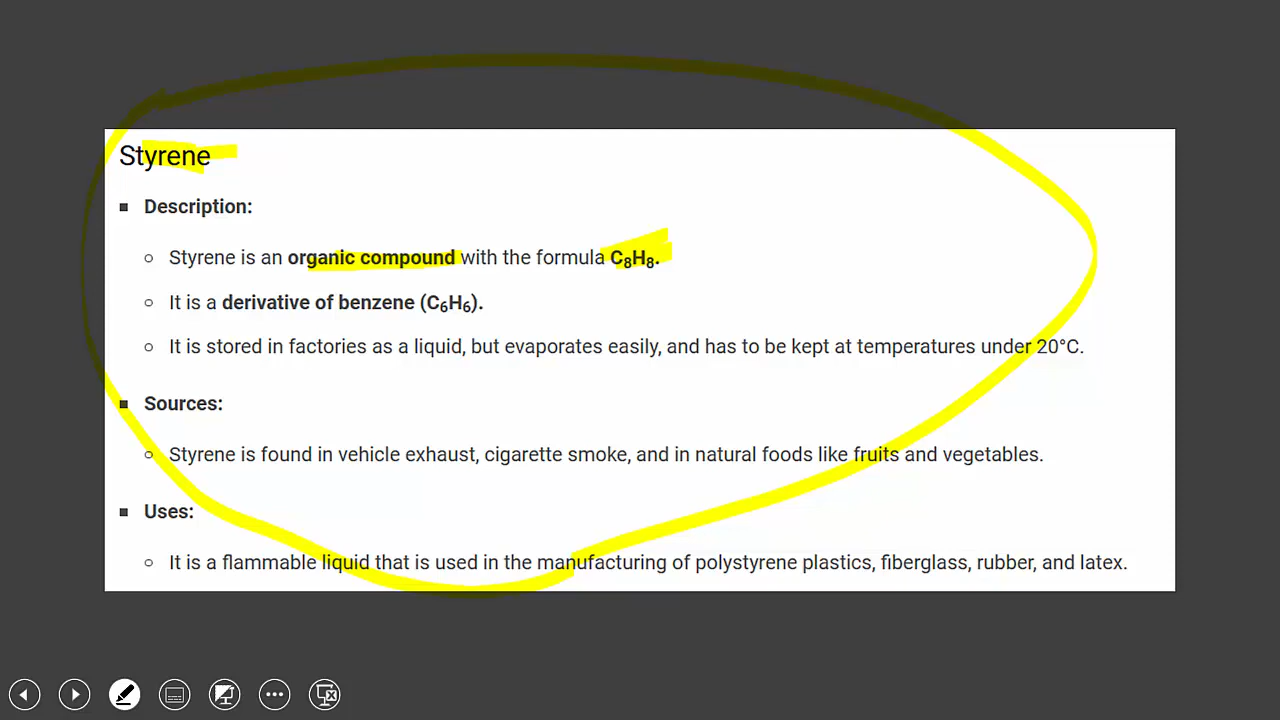 Styrene
▪ Description:
○ Styrene is an organic compound with the formula C₈H₈.
○ It is a derivative of benzene (C₆H₆).
○ It is stored in factories as a liquid, but evaporates easily, and has to be kept at temperatures under 20°C.
▪ Sources:
○ Styrene is found in vehicle exhaust, cigarette smoke, and in natural foods like fruits and vegetables.
▪ Uses:
○ It is a flammable liquid that is used in the manufacturing of polystyrene plastics, fiberglass, rubber, and latex.